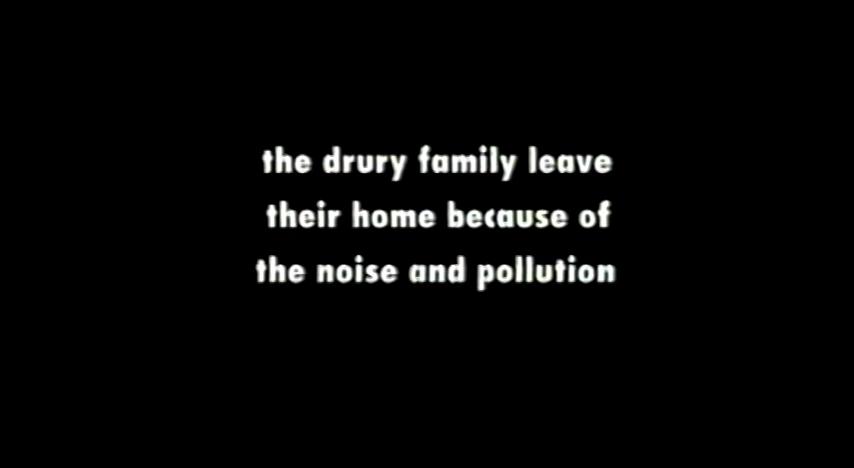 the drury family leave
their home because of
the noise and pollution